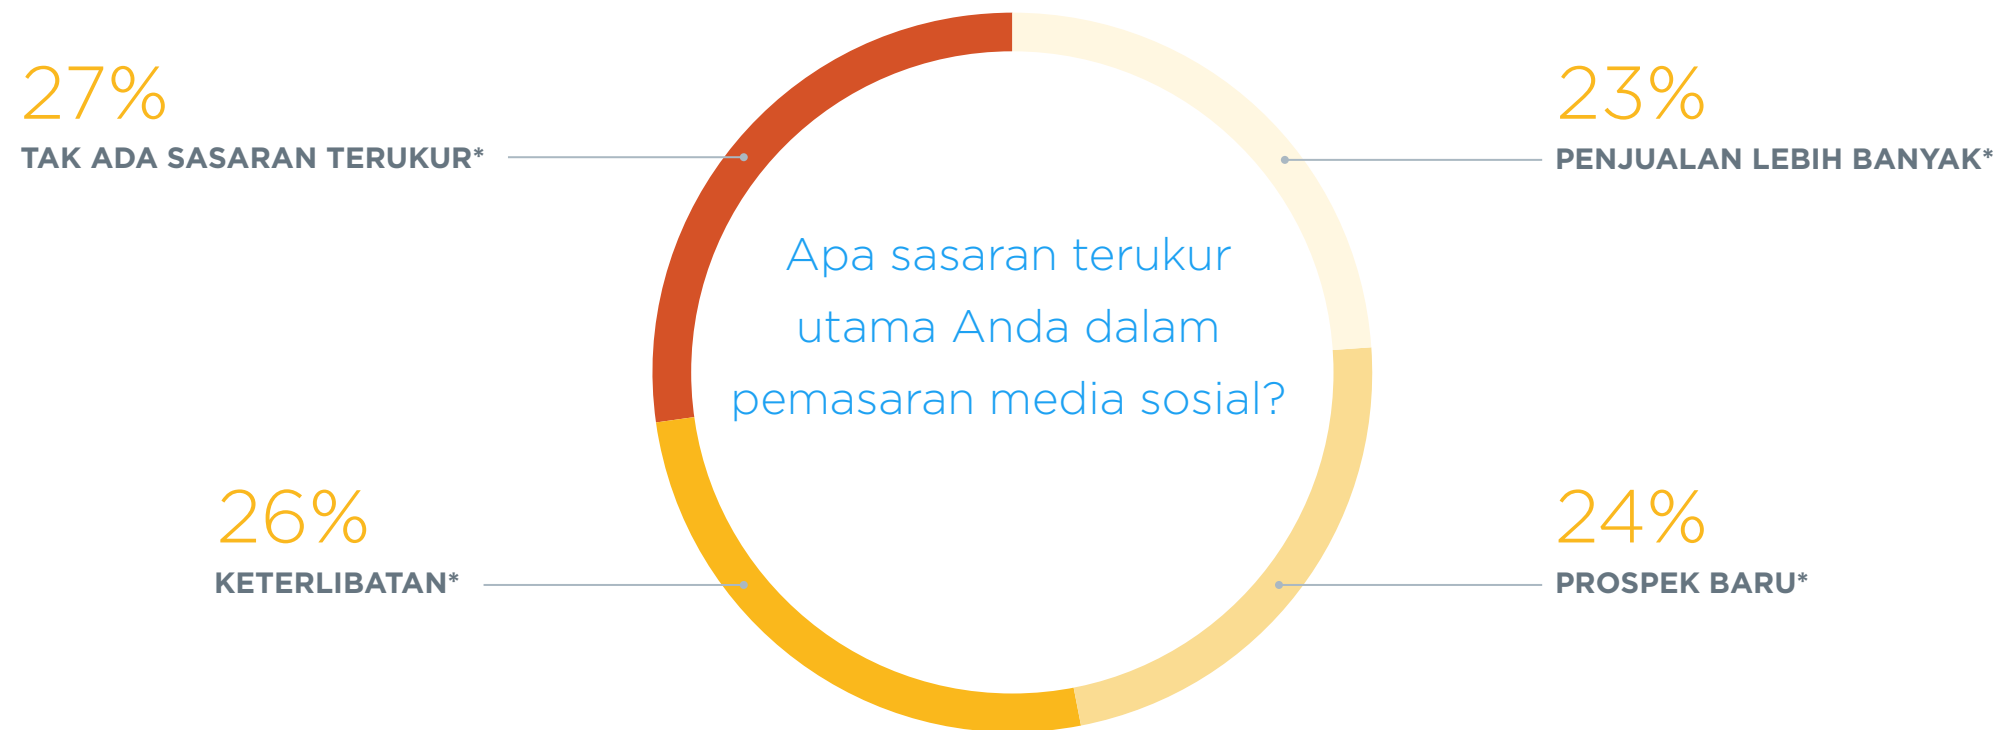 27%
TAK ADA SASARAN TERUKUR*
23%
PENJUALAN LEBIH BANYAK*
Apa sasaran terukur
utama Anda dalam
pemasaran media sosial?
26%
KETERLIBATAN*
24%
PROSPEK BARU*